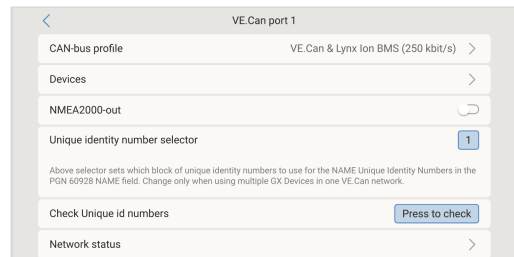 VE.Can port 1
CAN-bus profile VE.Can & Lynx Ion BMS (250 kbit/s)
Devices
NMEA2000-out
Unique identity number selector 1
Above selector sets which block of unique identity numbers to use for the NAME Unique Identity Numbers in the
PGN 60928 NAME field. Change only when using multiple GX Devices in one VE.Can network.
Check Unique id numbers Press to check
Network status